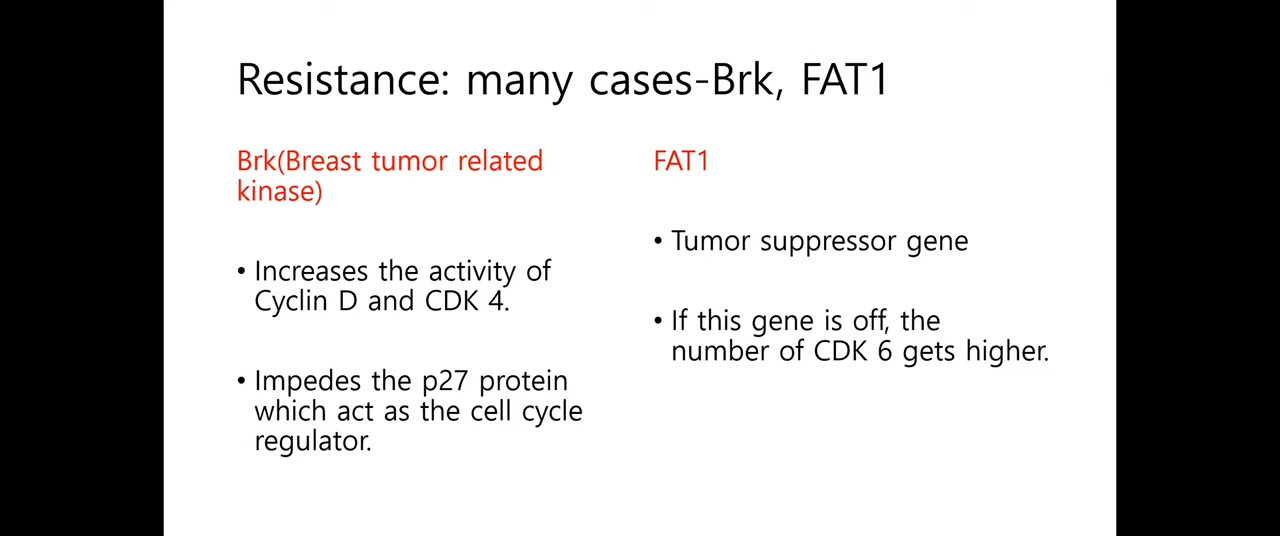 Resistance: many cases-Brk, FAT1
Brk(Breast tumor related
kinase)
• Increases the activity of
Cyclin D and CDK 4.
• Impedes the p27 protein
which act as the cell cycle
regulator.
FAT1
• Tumor suppressor gene
• If this gene is off, the
number of CDK 6 gets higher.